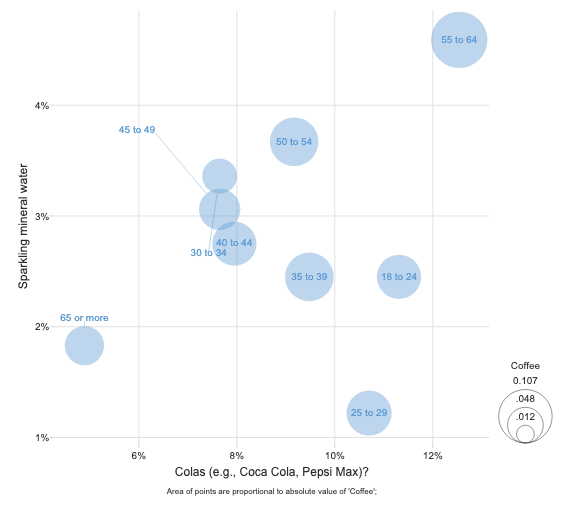 55 to 64
4%
45 to 49
50 to 54
Sparkling mineral water
3%
40 to 44
30 to 34
35 to 39
18 to 24
65 or more
2%
25 to 29
1%
6%
8%
10%
12%
Colas (e.g., Coca Cola, Pepsi Max)?
Area of points are proportional to absolute value of 'Coffee';
Coffee
0.107
.048
.012